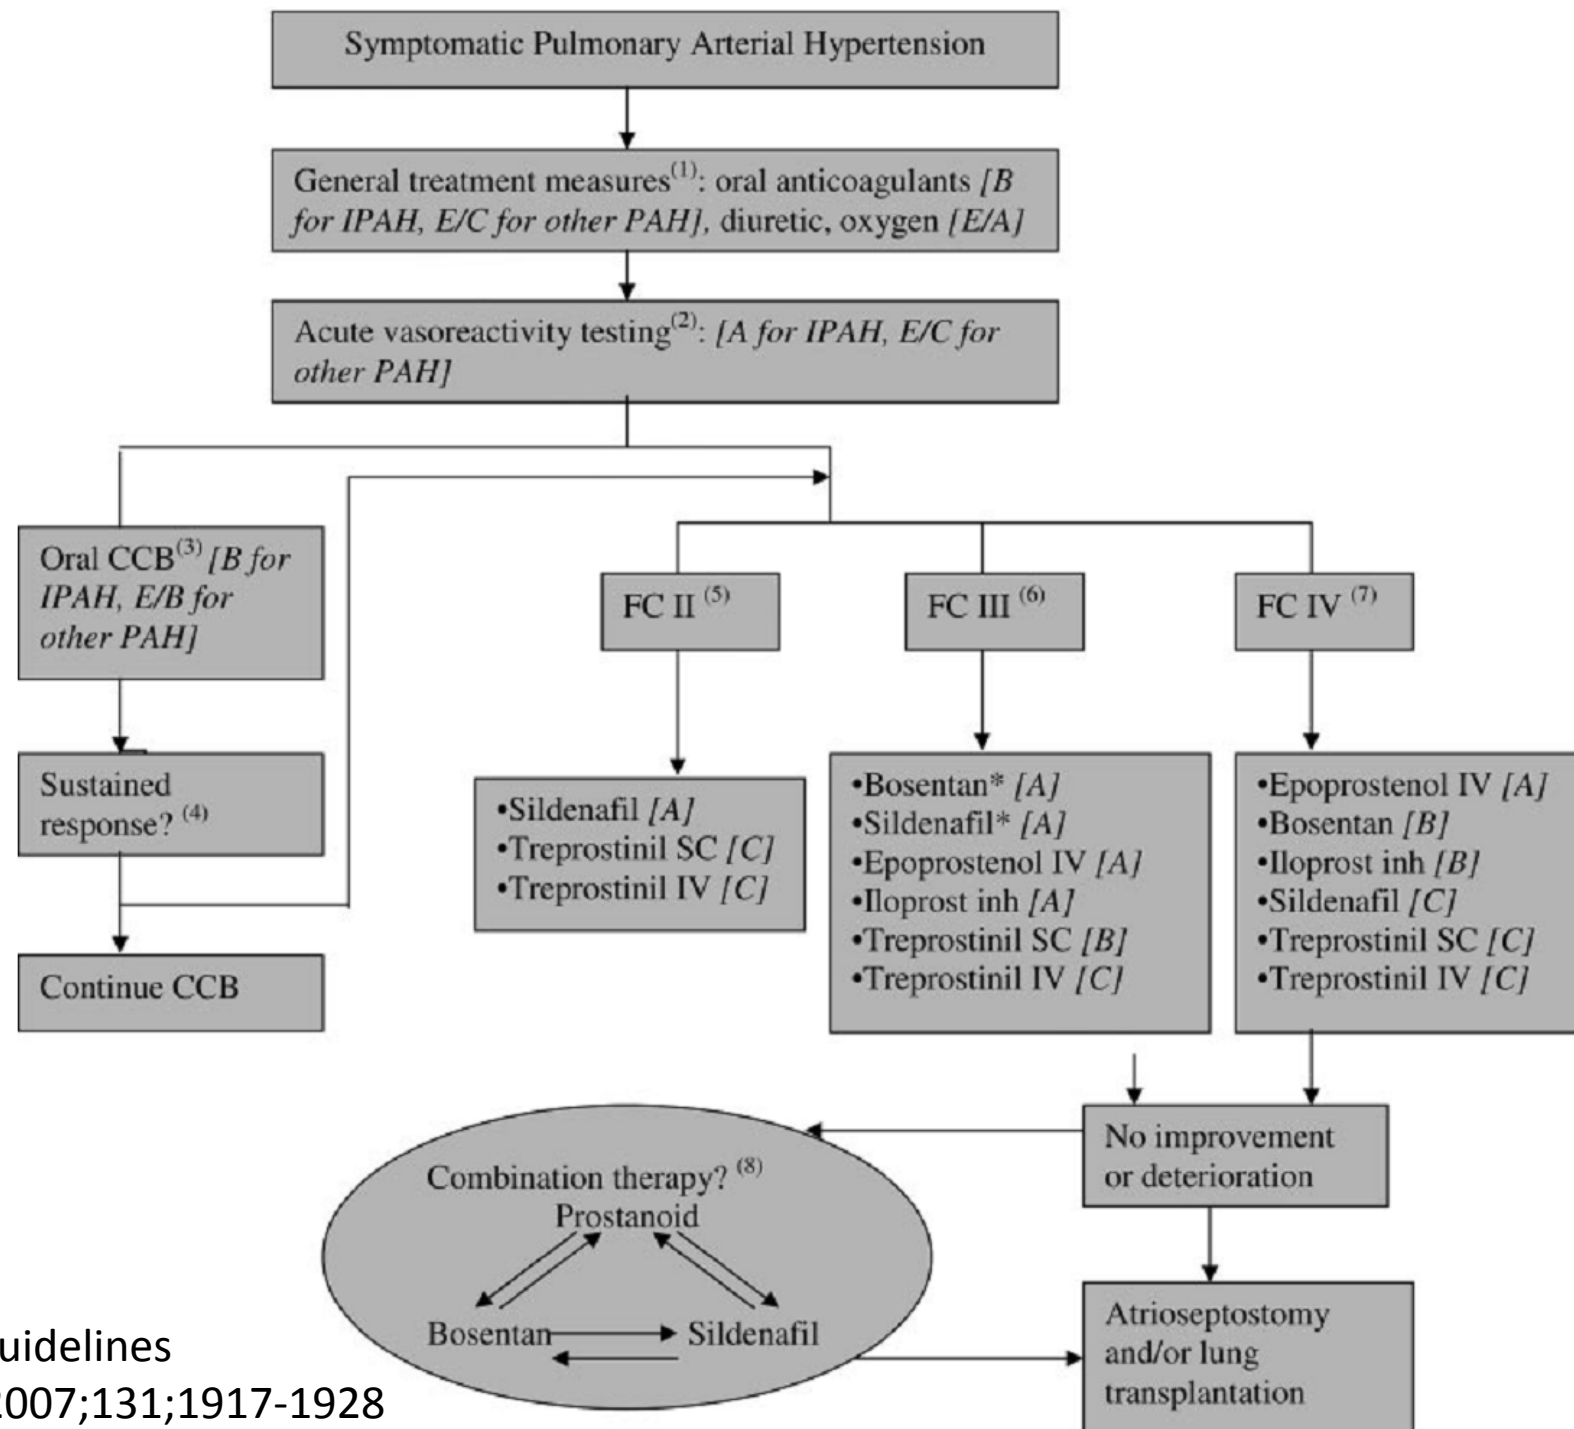 Symptomatic Pulmonary Arterial Hypertension
General treatment measures(1): oral anticoagulants [B
for IPAH, E/C for other PAH], diuretic, oxygen [E/A]
Acute vasoreactivity testing(2): [A for IPAH, E/C for
other PAH]
Oral CCB(3) [B for
IPAH, E/B for
other PAH]
Sustained
response? (4)
Continue CCB
FC II (5)
FC III (6)
FC IV (7)
•Sildenafil [A]
•Treprostinil SC [C]
•Treprostinil IV [C]
•Bosentan* [A]
•Sildenafil* [A]
•Epoprostenol IV [A]
•Iloprost inh [A]
•Treprostinil SC [B]
•Treprostinil IV [C]
•Epoprostenol IV [A]
•Bosentan [B]
•Iloprost inh [B]
•Sildenafil [C]
•Treprostinil SC [C]
•Treprostinil IV [C]
No improvement
or deterioration
Combination therapy? (8)
Prostanoid
Bosentan
Sildenafil
Atrioseptostomy
and/or lung
transplantation
uidelines
2007;131;1917-1928